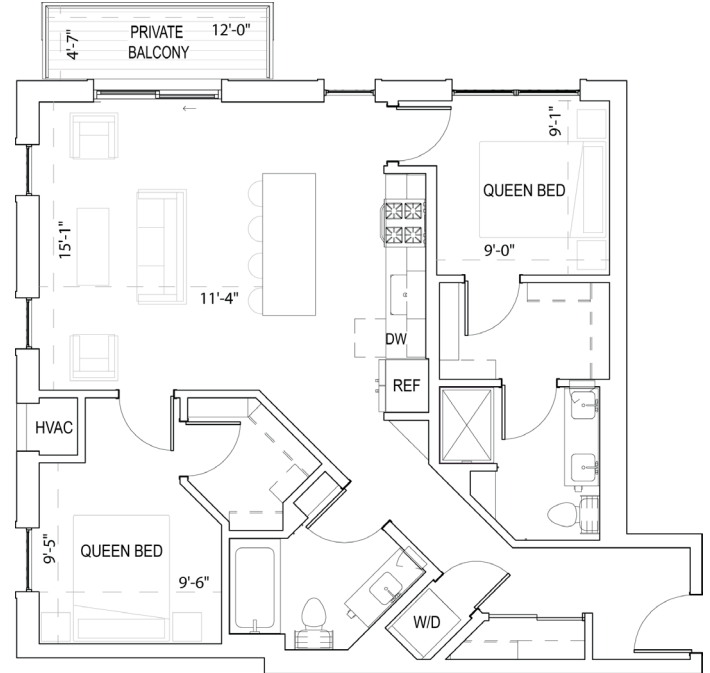 PRIVATE
BALCONY
12'-0"
4'-7"
9'-1"
QUEEN BED
9'-0"
15'-1"
11'-4"
DW
REF
HVAC
9'-5"
QUEEN BED
9'-6"
W/D